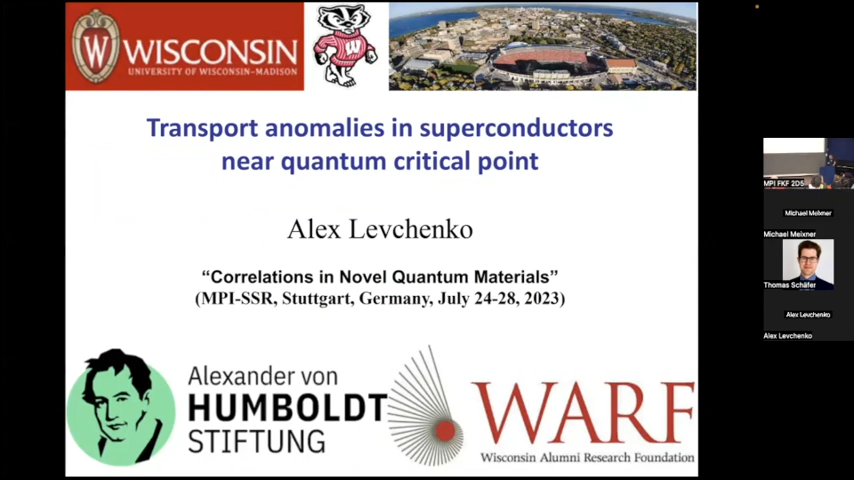 W WISCONSIN
UNIVERSITY OF WISCONSIN-MADISON
W
Transport anomalies in superconductors
near quantum critical point
Alex Levchenko
“Correlations in Novel Quantum Materials”
(MPI-SSR, Stuttgart, Germany, July 24-28, 2023)
Alexander von
HUMBOLDT
STIFTUNG
WARF
Wisconsin Alumni Research Foundation
MPI FKF 2D5
Michael Meixner
Michael Meixner
Thomas Schäfer
Alex Levchenko
Alex Levchenko